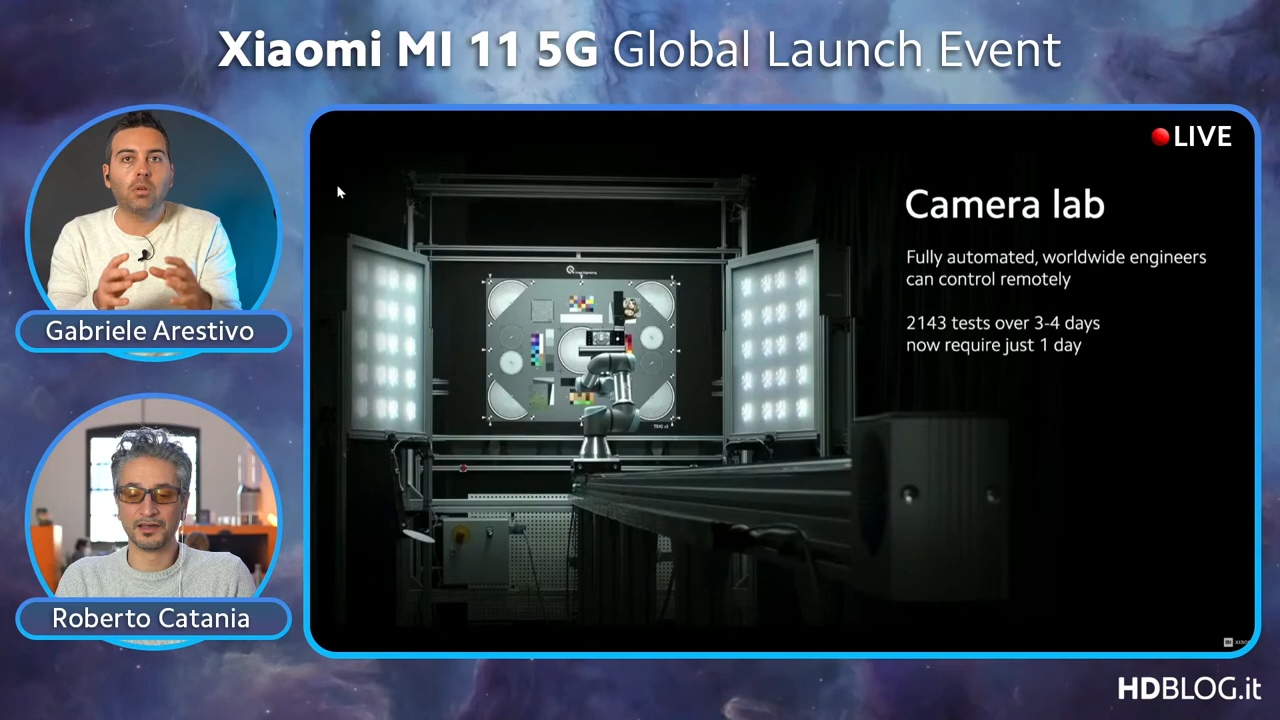 Xiaomi MI 11 5G Global Launch Event
LIVE
Camera lab
Fully automated, worldwide engineers
can control remotely
2143 tests over 3-4 days
now require just 1 day
Gabriele Arestivo
Roberto Catania
HDBLOG.it